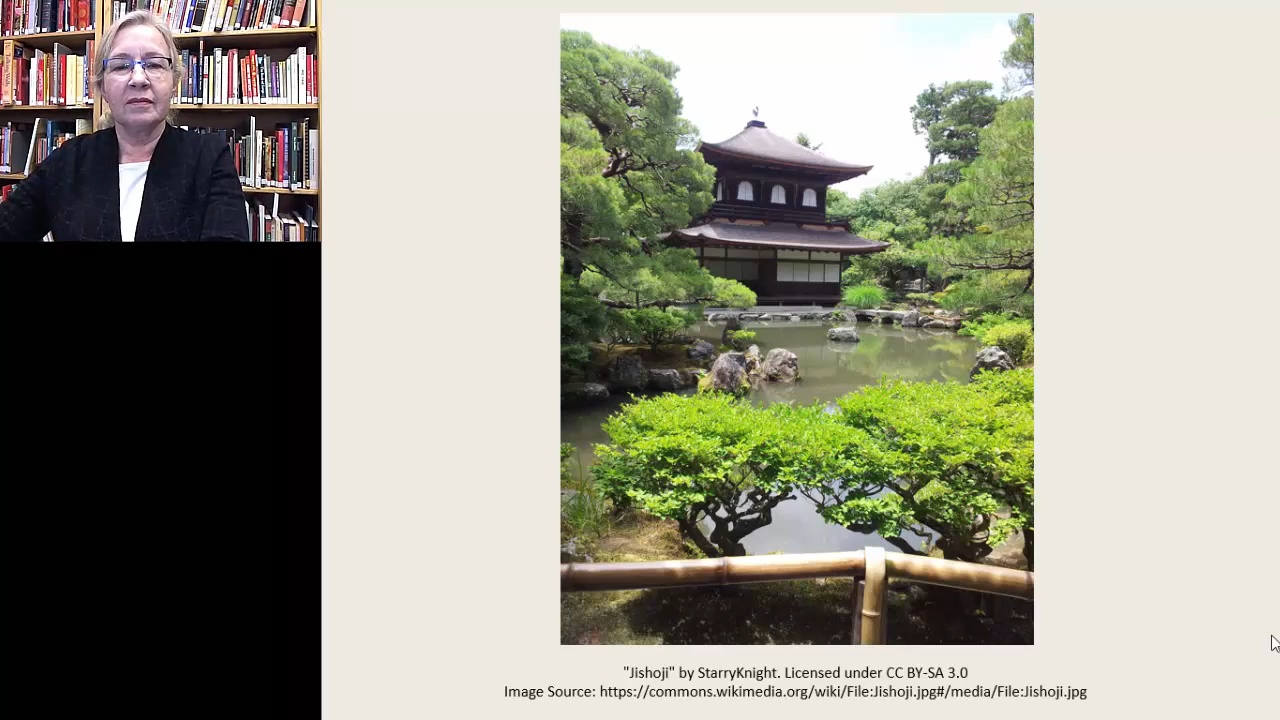 "Jishoji" by StarryKnight. Licensed under CC BY-SA 3.0
Image Source: https://commons.wikimedia.org/wiki/File:Jishoji.jpg#/media/File:Jishoji.jpg